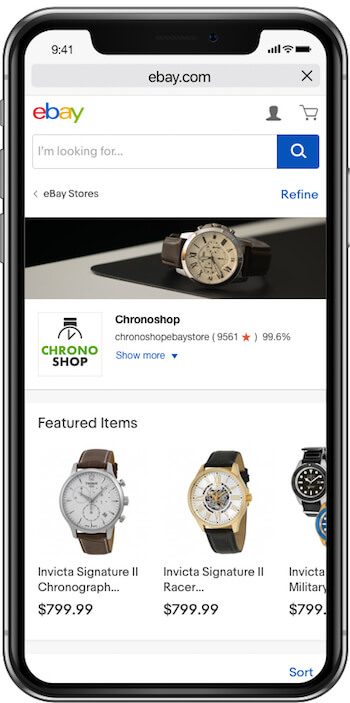 9:41
ebay.com
ebay
I'm looking for...
eBay Stores
Refine
Chronoshop
chronoshopebaystore ( 9561 ★ ) 99.6%
Show more
CHRONO
SHOP
Featured Items
TISSOT
Invicta Signature II
Chronograph...
$799.99
Invicta Signature II
Racer...
$799.99
Invicta
Military
$799.
Sort